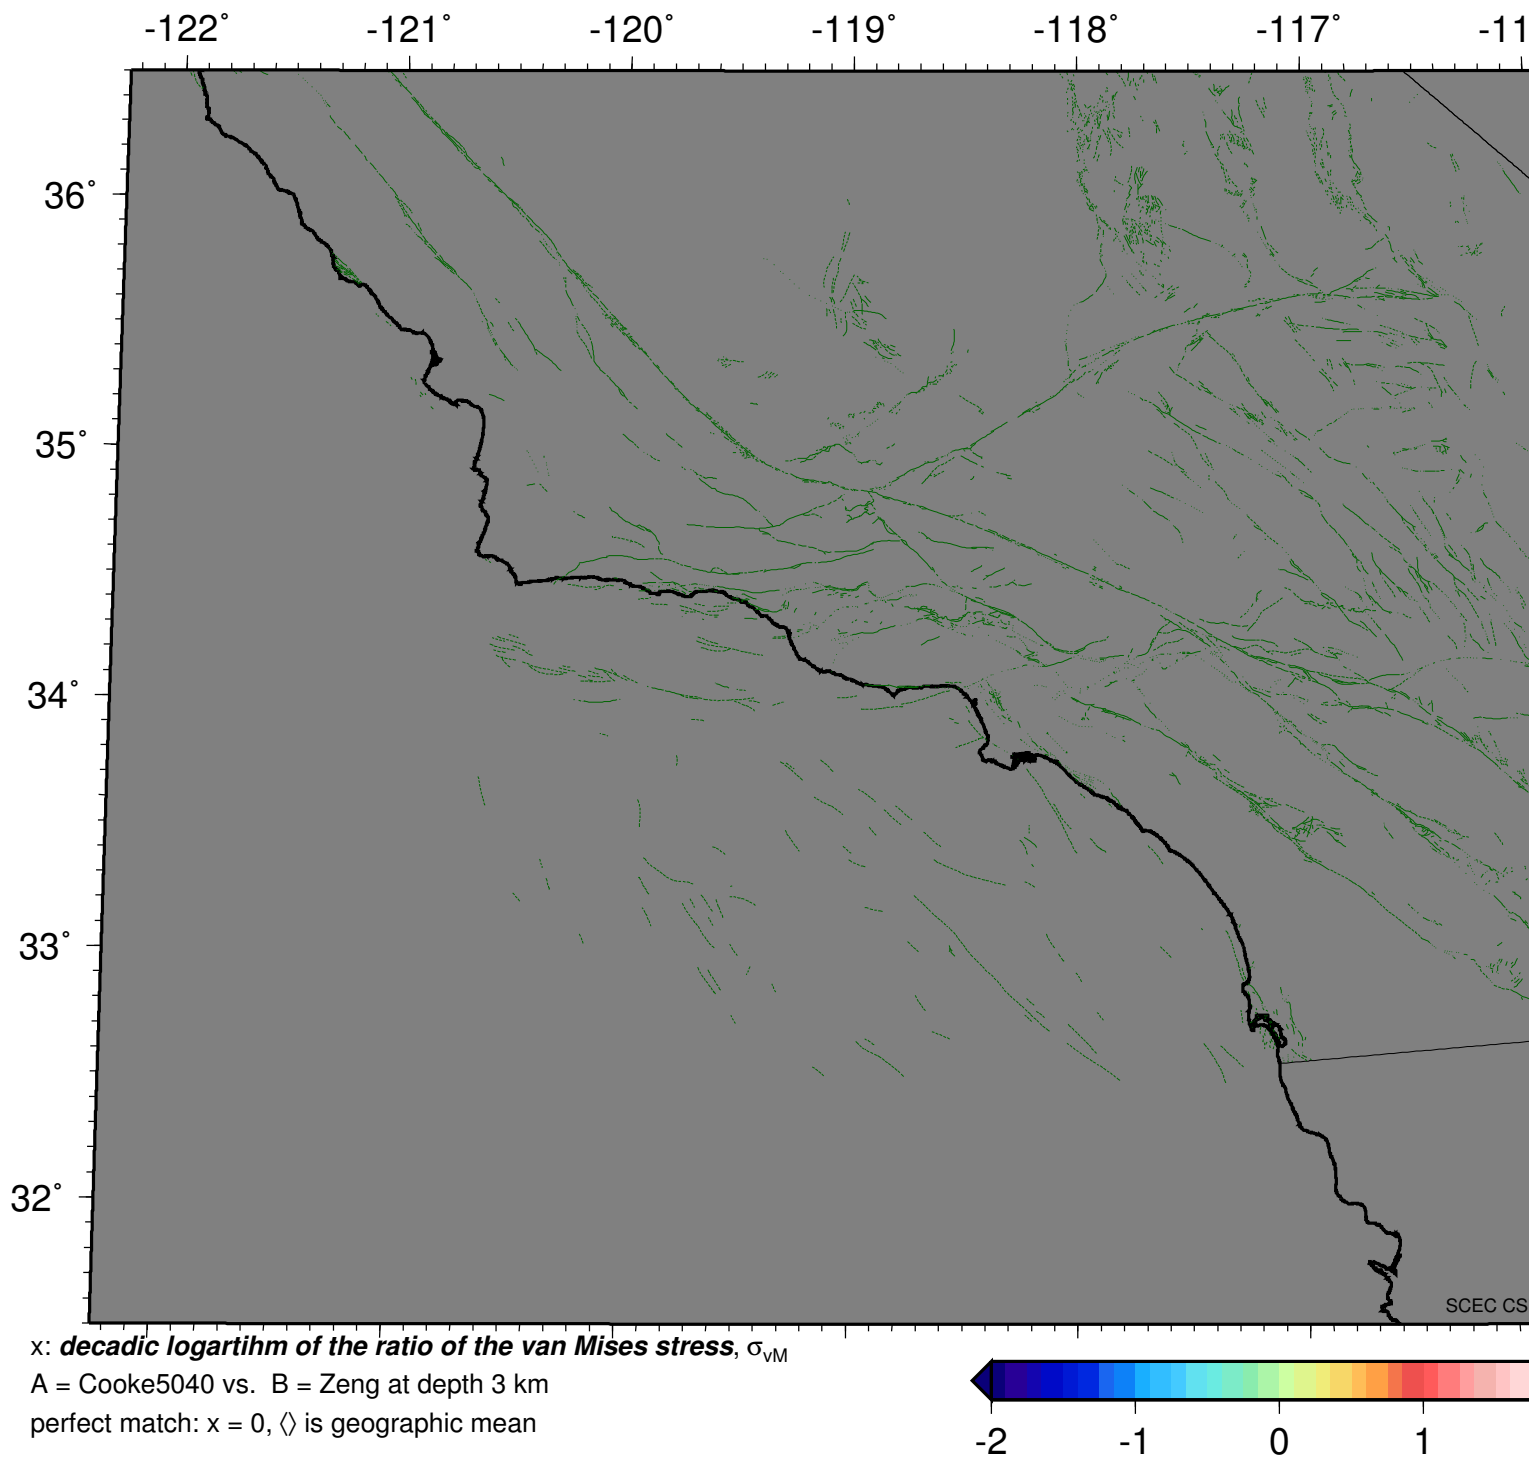 -122˚ -121˚ -120˚ -119˚ -118˚ -117˚ -11
36˚
35˚
34˚
33˚
32˚
SCEC CS
x: decadic logartihm of the ratio of the van Mises stress, σvM
A = Cooke5040 vs. B = Zeng at depth 3 km
perfect match: x = 0, ⟨⟩ is geographic mean
-2 -1 0 1